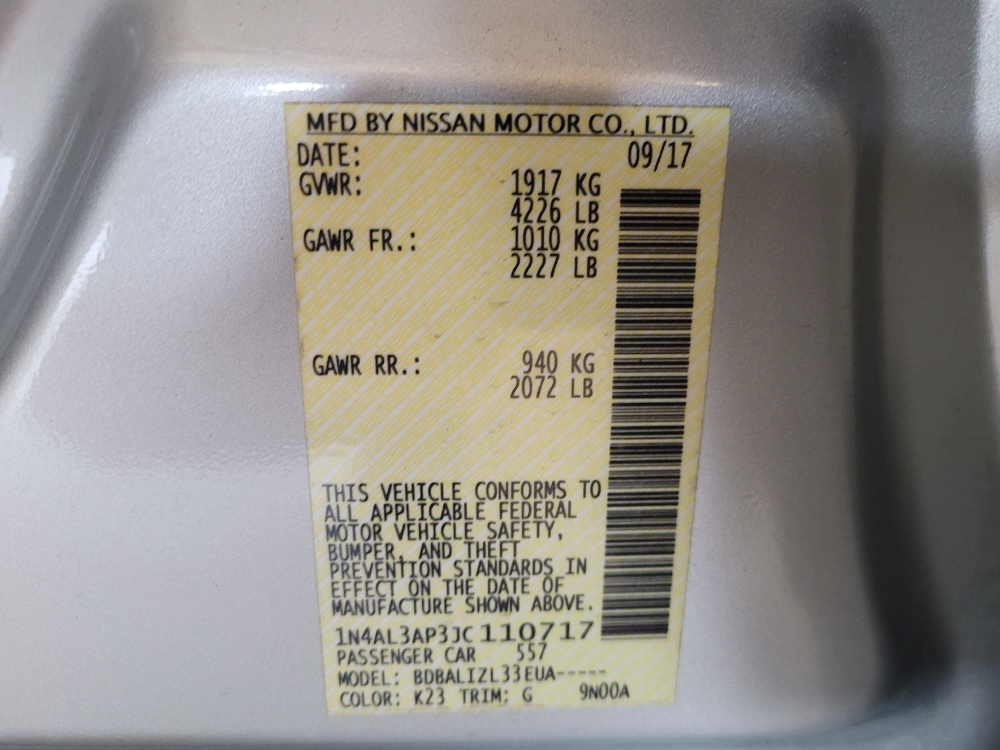 MFD BY NISSAN MOTOR CO., LTD.
DATE: 09/17
GVWR: 1917 KG
4226 LB
GAWR FR.: 1010 KG
2227 LB
GAWR RR.: 940 KG
2072 LB
THIS VEHICLE CONFORMS TO
ALL APPLICABLE FEDERAL
MOTOR VEHICLE SAFETY,
BUMPER, AND THEFT
PREVENTION STANDARDS IN
EFFECT ON THE DATE OF
MANUFACTURE SHOWN ABOVE.
1N4AL3AP3JC110717
PASSENGER CAR 557
MODEL: BDBALIZL33EUA-----
COLOR: K23 TRIM: G 9N00A